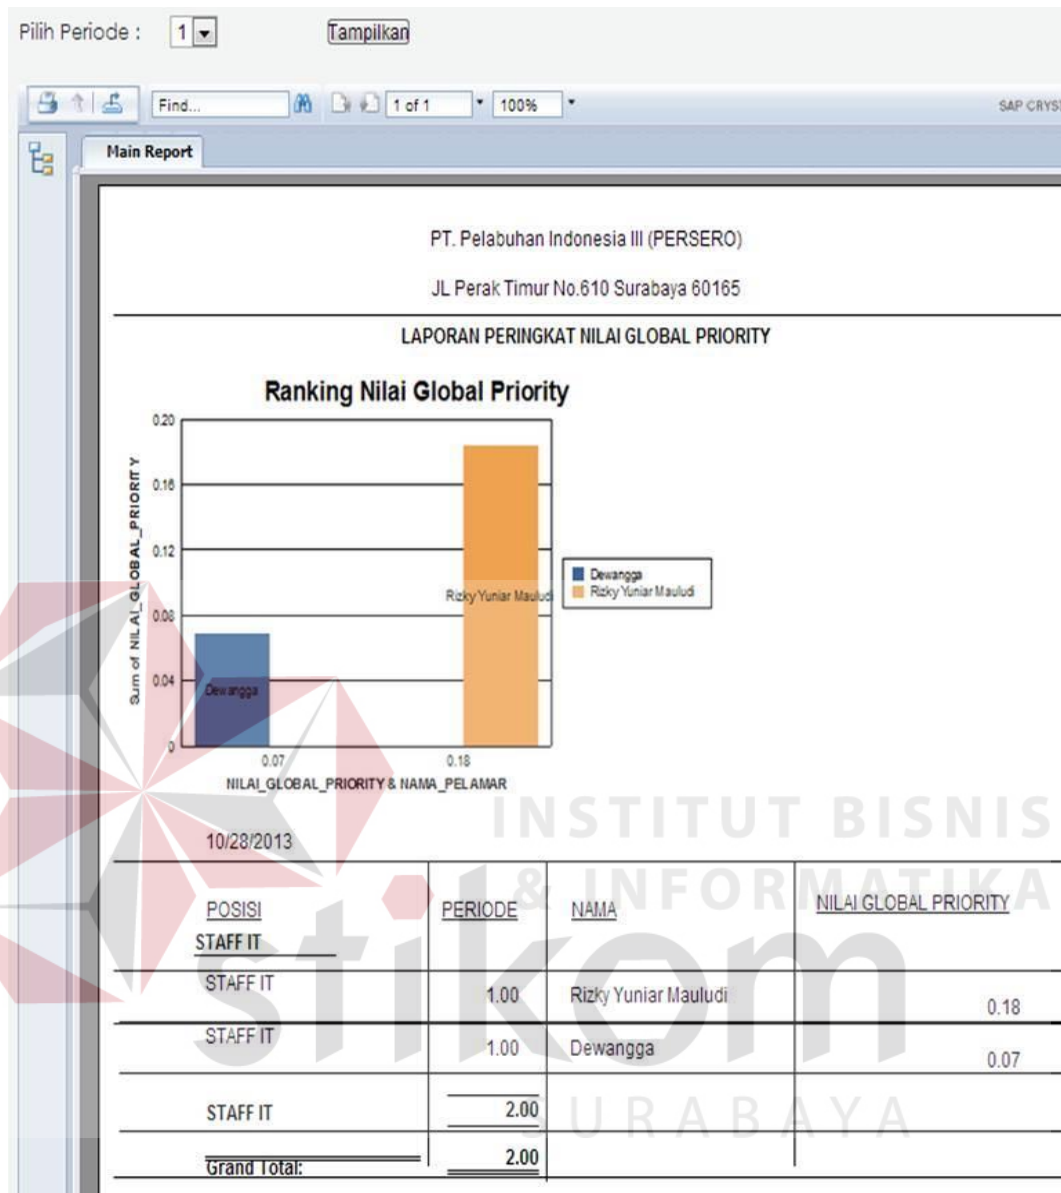 Pilih Periode : 1 Tampilkan
Find... 1 of 1 100% SAP CRYST
Main Report
PT. Pelabuhan Indonesia III (PERSERO)
JL Perak Timur No.610 Surabaya 60165
LAPORAN PERINGKAT NILAI GLOBAL PRIORITY
Ranking Nilai Global Priority
Sum of NILAI_GLOBAL_PRIORITY
0.20
0.16
0.12
0.08
0.04
0
Dewangga
Rizky Yuniar Mauludi
Dewangga
Rizky Yuniar Mauludi
0.07 0.18
NILAI_GLOBAL_PRIORITY & NAMA_PELAMAR
INSTITUT BISNIS
& INFORMATIKA
stikom
SURABAYA
10/28/2013
POSISI PERIODE NAMA NILAI GLOBAL PRIORITY
STAFF IT
STAFF IT 1.00 Rizky Yuniar Mauludi 0.18
STAFF IT 1.00 Dewangga 0.07
STAFF IT 2.00
Grand Total: 2.00